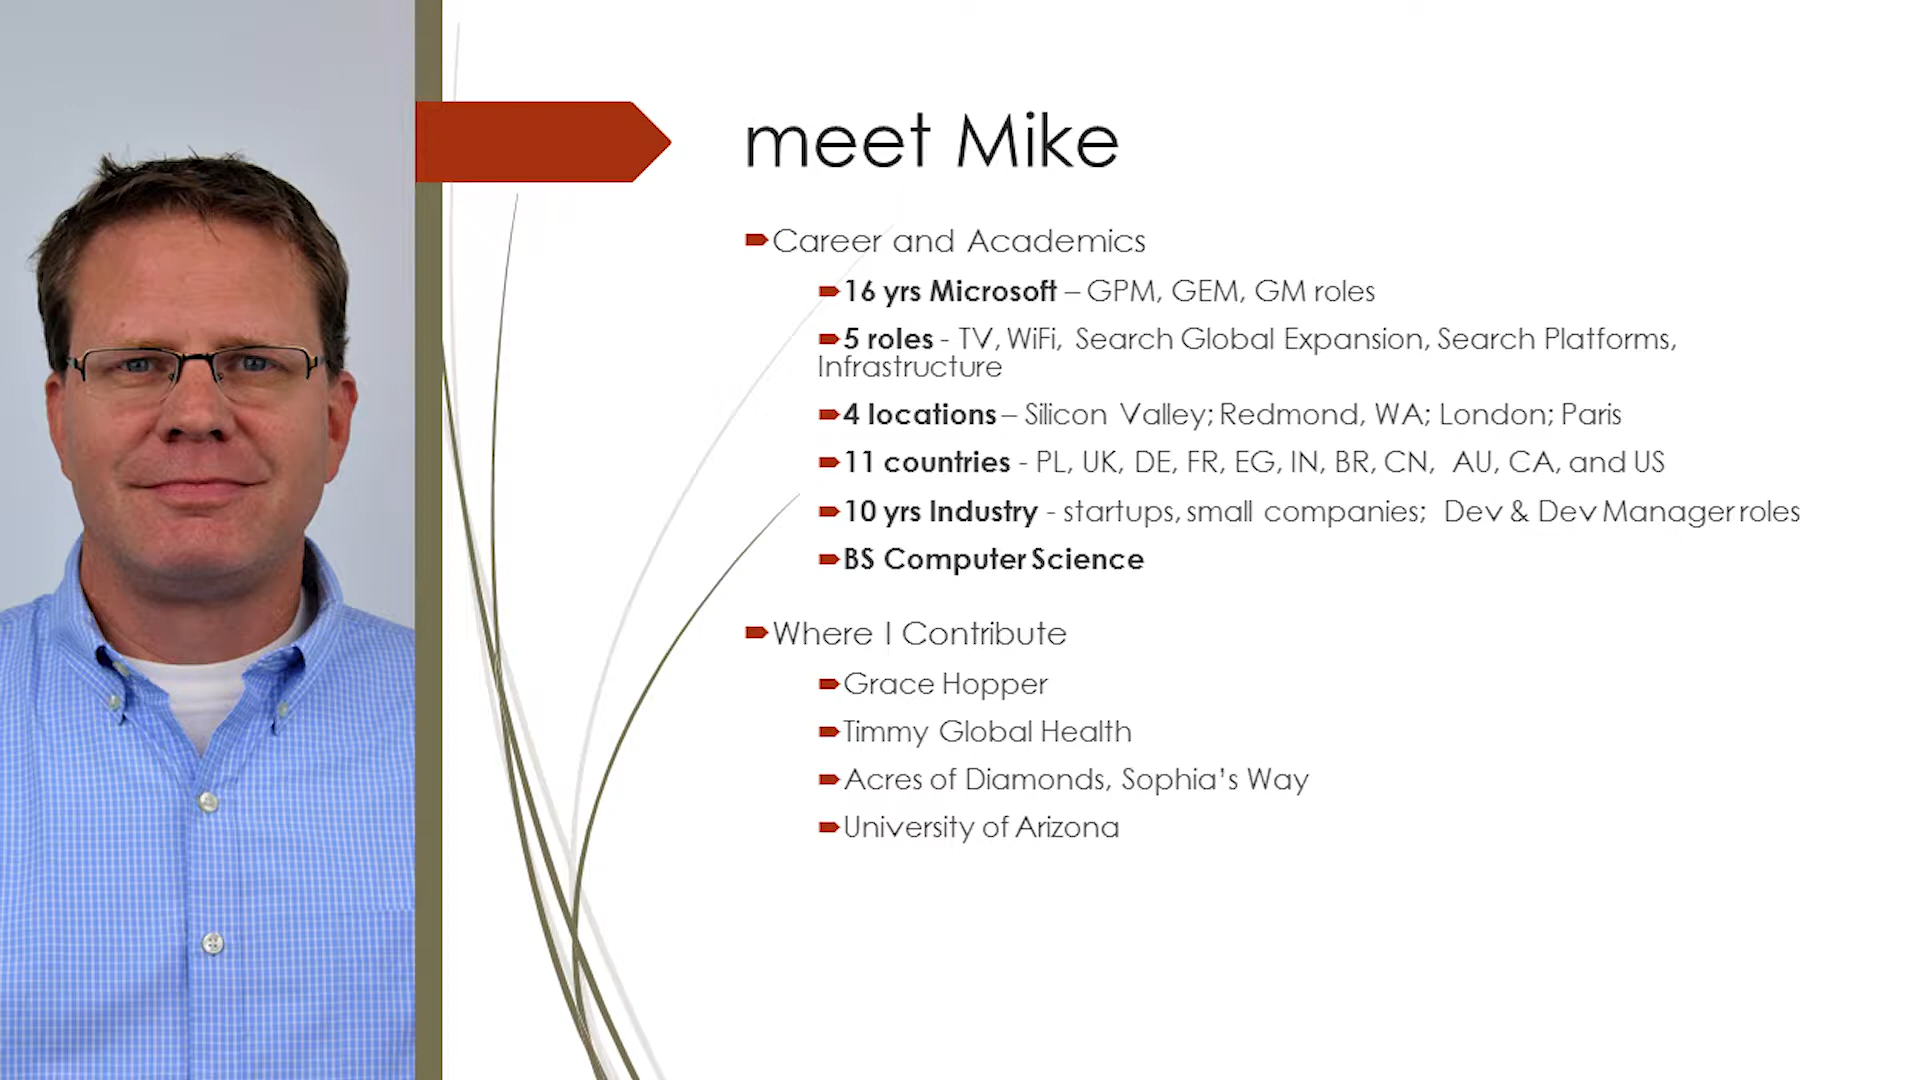 meet Mike
Career and Academics
16 yrs Microsoft – GPM, GEM, GM roles
5 roles - TV, WiFi, Search Global Expansion, Search Platforms,
Infrastructure
4 locations – Silicon Valley; Redmond, WA; London; Paris
11 countries - PL, UK, DE, FR, EG, IN, BR, CN, AU, CA, and US
10 yrs Industry - startups, small companies; Dev & Dev Manager roles
BS Computer Science
Where I Contribute
Grace Hopper
Timmy Global Health
Acres of Diamonds, Sophia's Way
University of Arizona